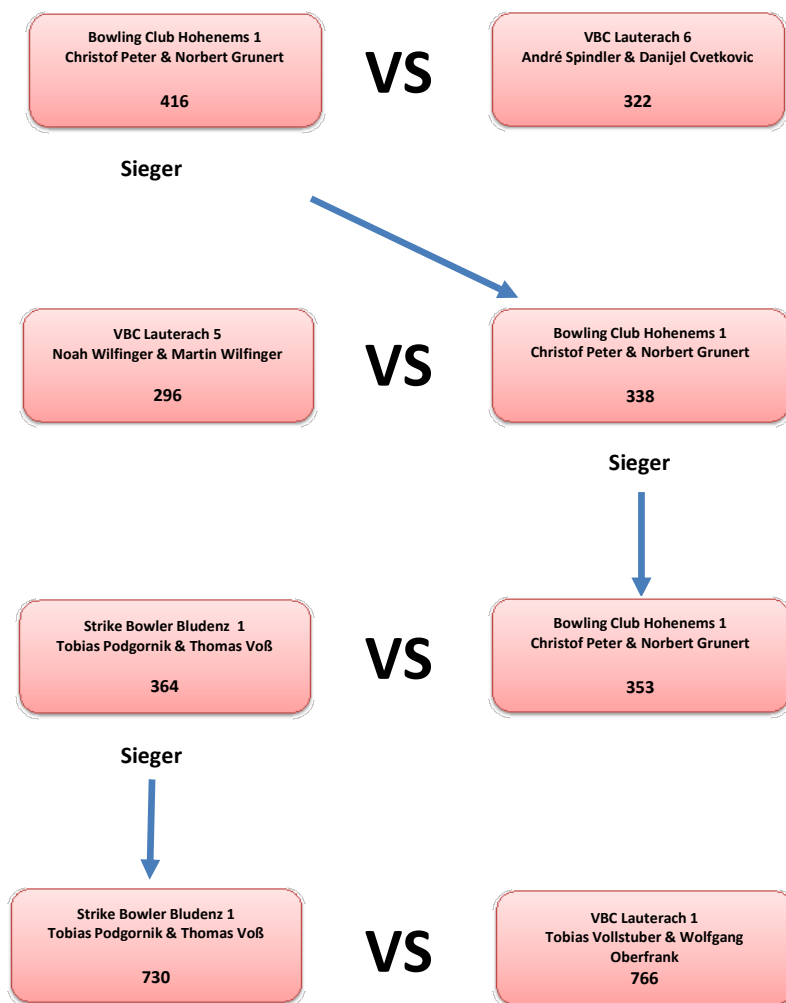 Bowling Club Hohenems 1
Christof Peter & Norbert Grunert
416
VS
VBC Lauterach 6
André Spindler & Danijel Cvetkovic
322
Sieger
VBC Lauterach 5
Noah Wilfinger & Martin Wilfinger
296
VS
Bowling Club Hohenems 1
Christof Peter & Norbert Grunert
338
Sieger
Strike Bowler Bludenz  1
Tobias Podgornik & Thomas Voß
364
VS
Bowling Club Hohenems 1
Christof Peter & Norbert Grunert
353
Sieger
Strike Bowler Bludenz 1
Tobias Podgornik & Thomas Voß
730
VS
VBC Lauterach 1
Tobias Vollstuber & Wolfgang
Oberfrank
766